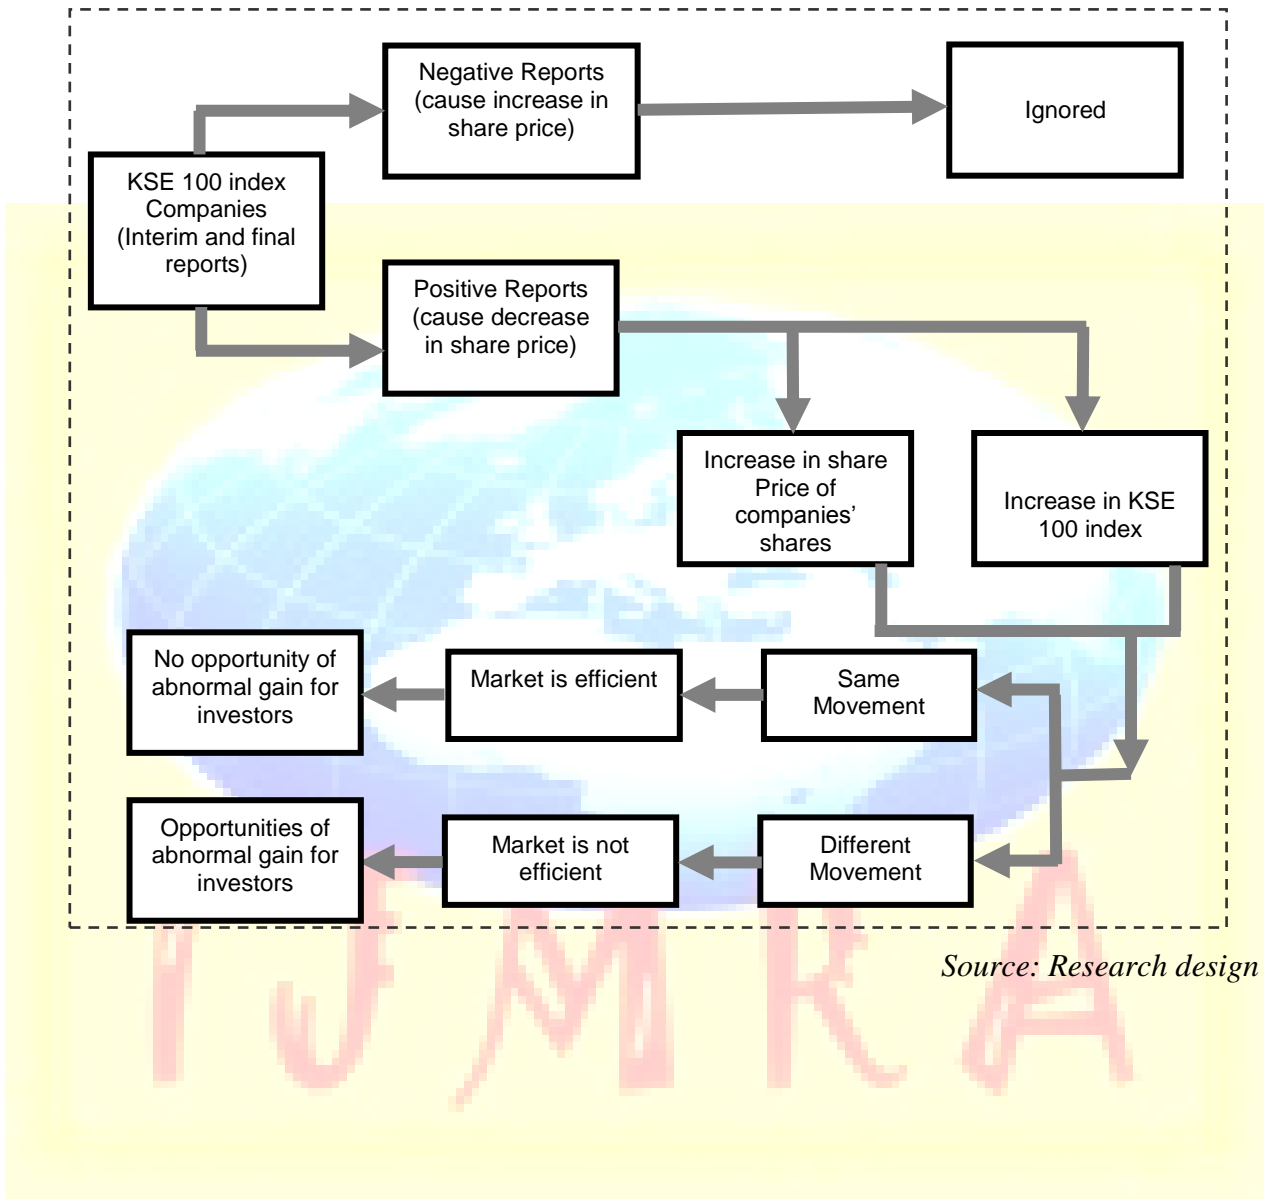 Negative Reports
(cause increase in
share price)
Ignored
KSE 100 index
Companies
(Interim and final
reports)
Positive Reports
(cause decrease
in share price)
Increase in share
Price of
companies’
shares
Increase in KSE
100 index
No opportunity of
abnormal gain for
investors
Market is efficient
Same
Movement
Opportunities of
abnormal gain for
investors
Market is not
efficient
Different
Movement
Source: Research design
IJMRA